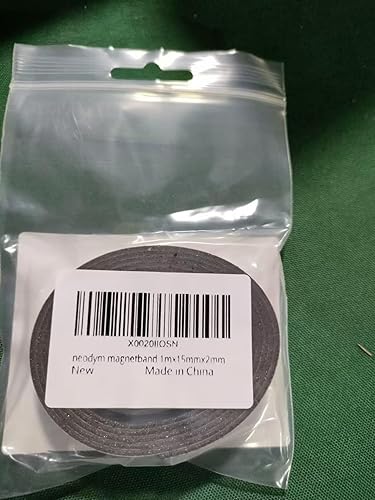 X0020IIOSN
neodym magnetband 1m×15mm×2mm
New Made in China